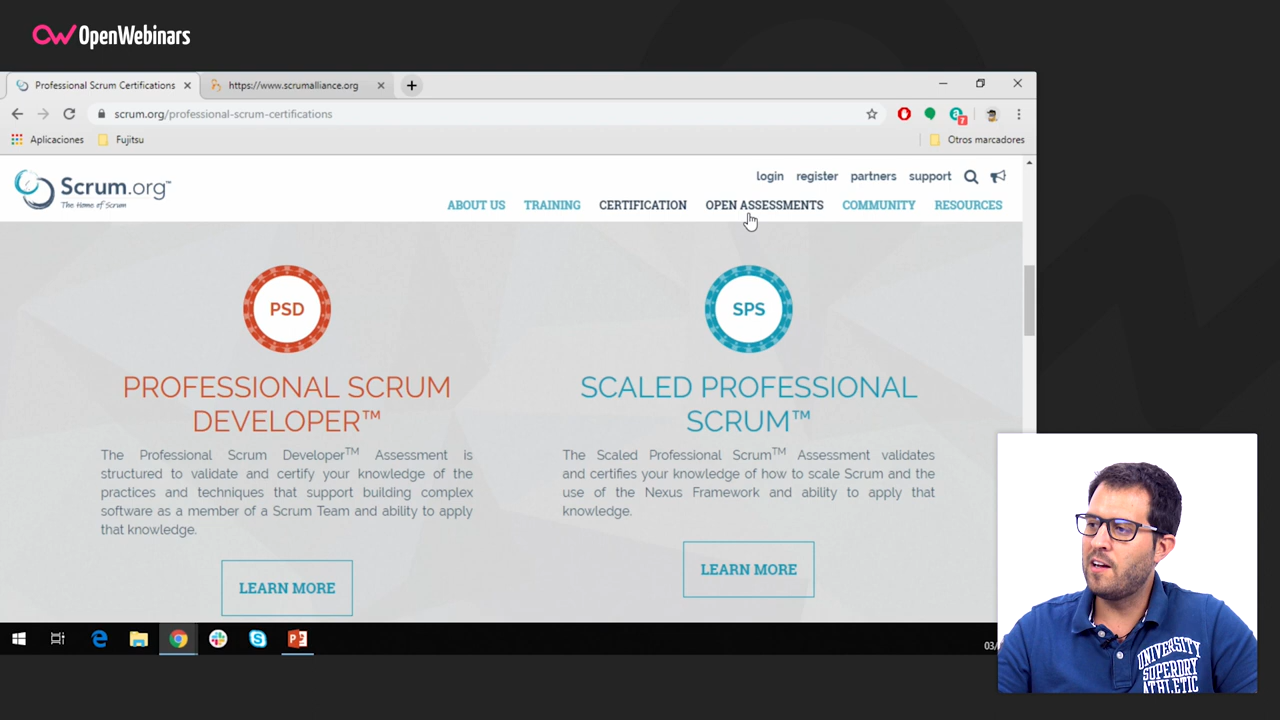 OpenWebinars
Professional Scrum Certifications
https://www.scrumalliance.org
scrum.org/professional-scrum-certifications
7
Aplicaciones
Fujitsu
Otros marcadores
Scrum.org™
The Home of Scrum
login register partners support
ABOUT US TRAINING CERTIFICATION OPEN ASSESSMENTS COMMUNITY RESOURCES
PSD
PROFESSIONAL SCRUM
DEVELOPER™
The Professional Scrum Developer™ Assessment is
structured to validate and certify your knowledge of the
practices and techniques that support building complex
software as a member of a Scrum Team and ability to apply
that knowledge.
LEARN MORE
SPS
SCALED PROFESSIONAL
SCRUM™
The Scaled Professional Scrum™ Assessment validates
and certifies your knowledge of how to scale Scrum and the
use of the Nexus Framework and ability to apply that
knowledge.
LEARN MORE
03/
UNIVERSITY
SUPERDRY
ATHLETIC